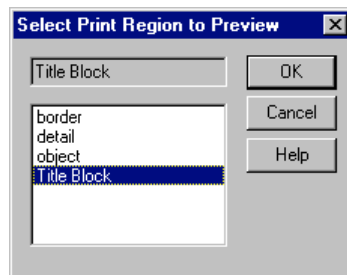 Select Print Region to Preview
Title Block
OK
border
detail
object
Title Block
Cancel
Help